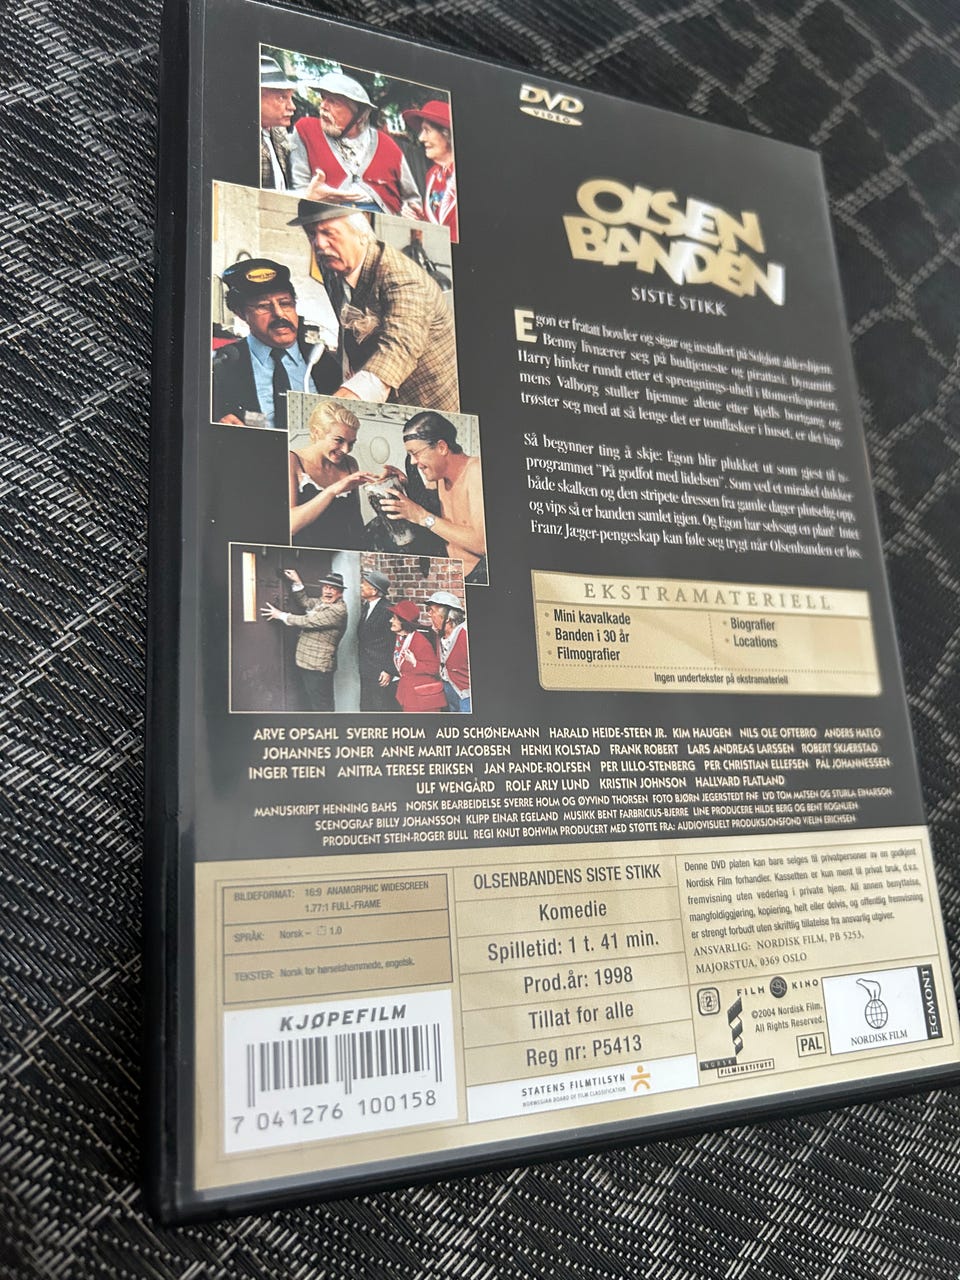 DVD
VIDEO
OLSEN
BANDEN
SISTE STIKK
Egon er fratatt bowler og sigar og installert på Solgløtt aldershjem.
Benny livnærer seg på budtjeneste og pirattaxi. Dynamitt-
Harry hinker rundt etter et sprengnings-uhell i Romeriksporten,
mens Valborg stuller hjemme alene etter Kjells bortgang og
trøster seg med at så lenge det er tomflasker i huset, er det håp.
Så begynner ting å skje: Egon blir plukket ut som gjest til tv-
programmet "På godfot med lidelsen". Som ved et mirakel dukker
både skalken og den stripete dressen fra gamle dager plutselig opp,
og vips så er banden samlet igjen. Og Egon har selvsagt en plan! Intet
Franz Jæger-pengeskap kan føle seg trygt når Olsenbanden er løs.
EKSTRAMATERIELL
• Mini kavalkade
• Banden i 30 år
• Filmografier
• Biografier
• Locations
Ingen undertekster på ekstramateriell
ARVE OPSAHL SVERRE HOLM AUD SCHØNEMANN HARALD HEIDE-STEEN JR. KIM HAUGEN NILS OLE OFTEBRO ANDERS HATLO
JOHANNES JONER ANNE MARIT JACOBSEN HENKI KOLSTAD FRANK ROBERT LARS ANDREAS LARSSEN ROBERT SKJÆRSTAD
INGER TEIEN ANITRA TERESE ERIKSEN JAN PANDE-ROLFSEN PER LILLO-STENBERG PER CHRISTIAN ELLEFSEN PÅL JOHANNESSEN
ULF WENGÅRD ROLF ARLY LUND KRISTIN JOHNSON HALLVARD FLATLAND
MANUSKRIPT HENNING BAHS NORSK BEARBEIDELSE SVERRE HOLM OG ØYVIND THORSEN FOTO BJØRN JEGERSTEDT FNF LYD TOM MATSEN OG STURLA EINARSON
SCENOGRAF BILLY JOHANSSON KLIPP EINAR EGELAND MUSIKK BENT FABRICIUS-BJERRE LINE PRODUCERE HILDE BERG OG BENT ROGNLIEN
PRODUCENT STEIN-ROGER BULL REGI KNUT BOHWIM PRODUCERT MED STØTTE FRA: AUDIOVISUELT PRODUKSJONSFOND V/ELIN ERICHSEN
BILDEFORMAT: 16:9 ANAMORPHIC WIDESCREEN
1.77:1 FULL-FRAME
SPRÅK: Norsk – 1.0
TEKSTER: Norsk for hørselshemmede, engelsk.
KJØPEFILM
7 041276 100158
OLSENBANDENS SISTE STIKK
Komedie
Spilletid: 1 t. 41 min.
Prod.år: 1998
Tillat for alle
Reg nr: P5413
STATENS FILMTILSYN
NORWEGIAN BOARD OF FILM CLASSIFICATION
Denne DVD platen kan bare selges til privatpersoner av en godkjent
Nordisk Film forhandler. Kassetten er kun ment til privat bruk, d.v.s.
fremvisning uten vederlag i private hjem. All annen benyttelse,
mangfoldiggjøring, kopiering, helt eller delvis, og offentlig fremvisning
er strengt forbudt uten skriftlig tillatelse fra ansvarlig utgiver.
ANSVARLIG: NORDISK FILM, PB 5253,
MAJORSTUA, 0369 OSLO
2
FILM KINO
©2004 Nordisk Film.
All Rights Reserved.
NORSK
FILMINSTITUTT
PAL
NORDISK FILM
EGMONT